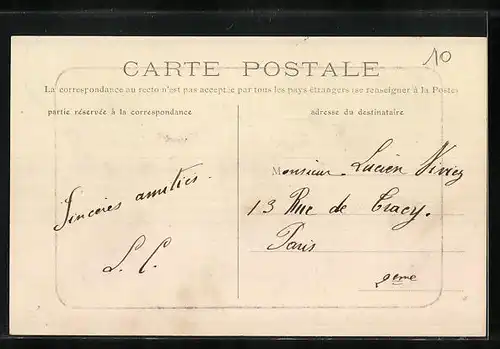 10
CARTE POSTALE
La correspondance au recto n'est pas acceptée par tous les pays étrangers (se renseigner à la Poste)
partie réservée à la correspondance
adresse du destinataire
Sincères amitiés.
L. C.
Monsieur Lucien
13 Rue de Tracy.
Paris
2eme